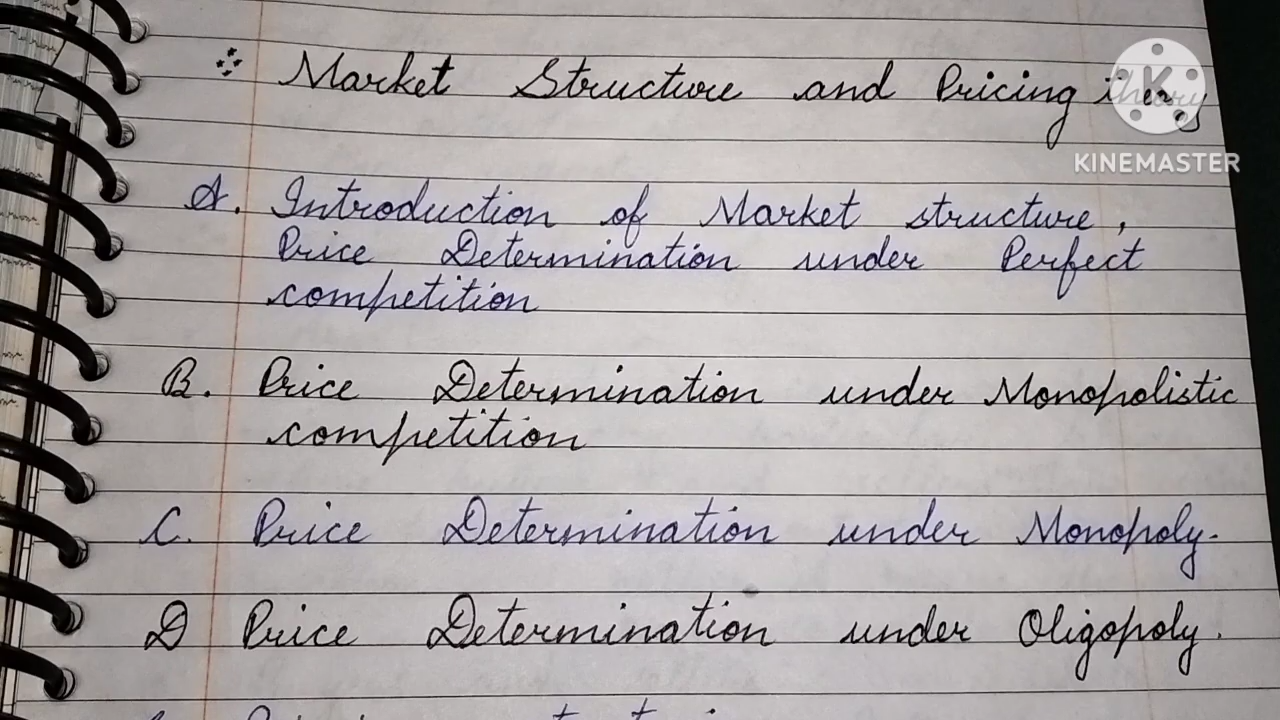 Market Structure and Pricing theory
KINEMASTER
A. Introduction of Market structure,
Price Determination under Perfect
competition
B. Price Determination under Monopolistic
competition
C. Price Determination under Monopoly.
D Price Determination under Oligopoly.